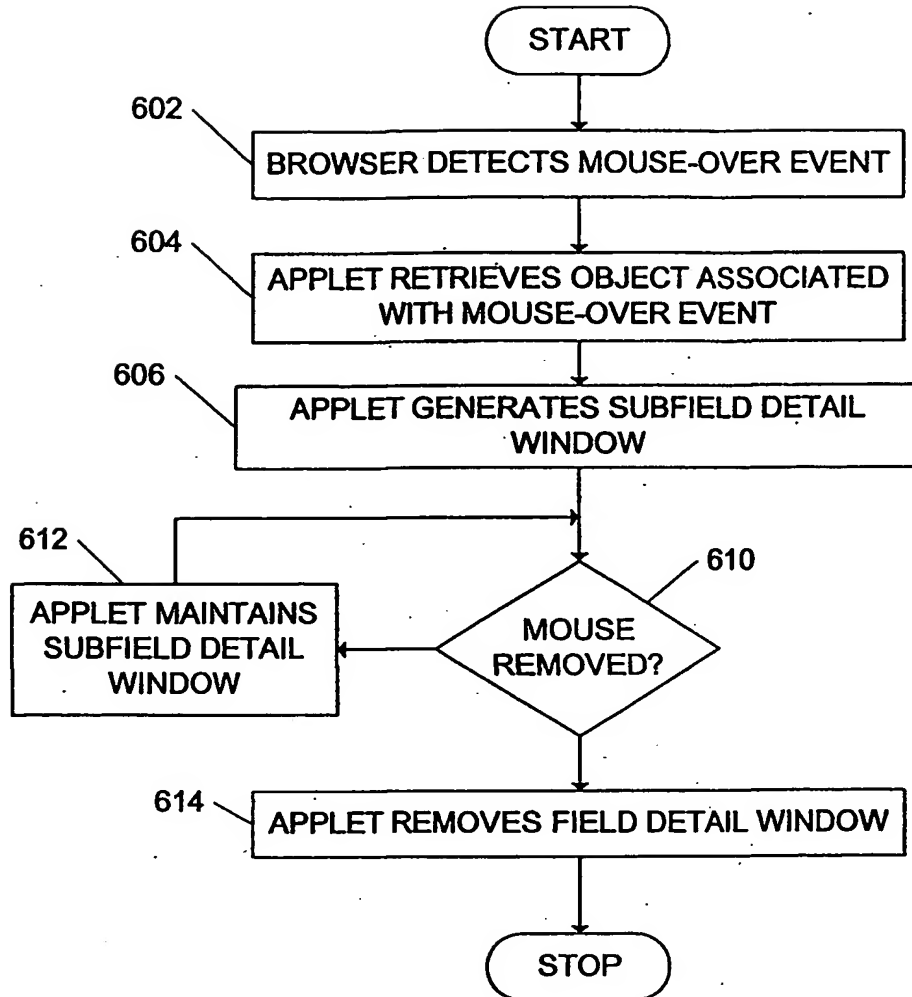 START
602
BROWSER DETECTS MOUSE-OVER EVENT
604
APPLET RETRIEVES OBJECT ASSOCIATED
WITH MOUSE-OVER EVENT
606
APPLET GENERATES SUBFIELD DETAIL
WINDOW
612
610
APPLET MAINTAINS
SUBFIELD DETAIL
WINDOW
MOUSE
REMOVED?
614
APPLET REMOVES FIELD DETAIL WINDOW
STOP